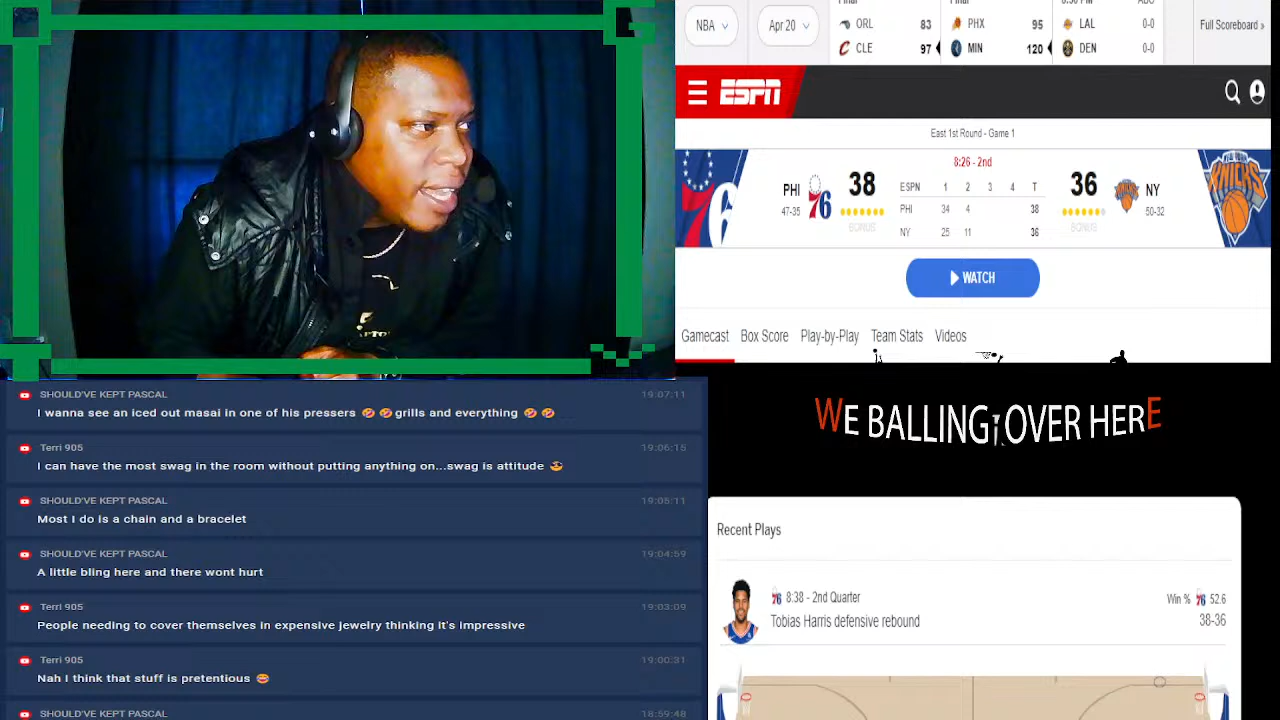 NBA
Apr 20
ORL 83
CLE 97
PHX 95
MIN 120
LAL 0-0
DEN 0-0
Full Scoreboard »
ESPN
East 1st Round - Game 1
8:26 - 2nd
PHI
47-35
76
38
BONUS
ESPN 1 2 3 4 T
PHI 34 4 38
NY 25 11 36
36
BONUS
NY
50-32
KNICKS
WATCH
Gamecast Box Score Play-by-Play Team Stats Videos
SHOULD'VE KEPT PASCAL 19:07:11
I wanna see an iced out masai in one of his pressers 🤣 🤣 grills and everything 🤣 🤣
Terri 905 19:06:15
I can have the most swag in the room without putting anything on...swag is attitude
SHOULD'VE KEPT PASCAL 19:05:11
Most I do is a chain and a bracelet
SHOULD'VE KEPT PASCAL 19:04:59
A little bling here and there wont hurt
Terri 905 19:03:09
People needing to cover themselves in expensive jewelry thinking it's impressive
Terri 905 19:00:31
Nah I think that stuff is pretentious
SHOULD'VE KEPT PASCAL 18:59:48
WE BALLING OVER HERE
Recent Plays
76 8:38 - 2nd Quarter
Tobias Harris defensive rebound
Win % 76 52.6
38-36